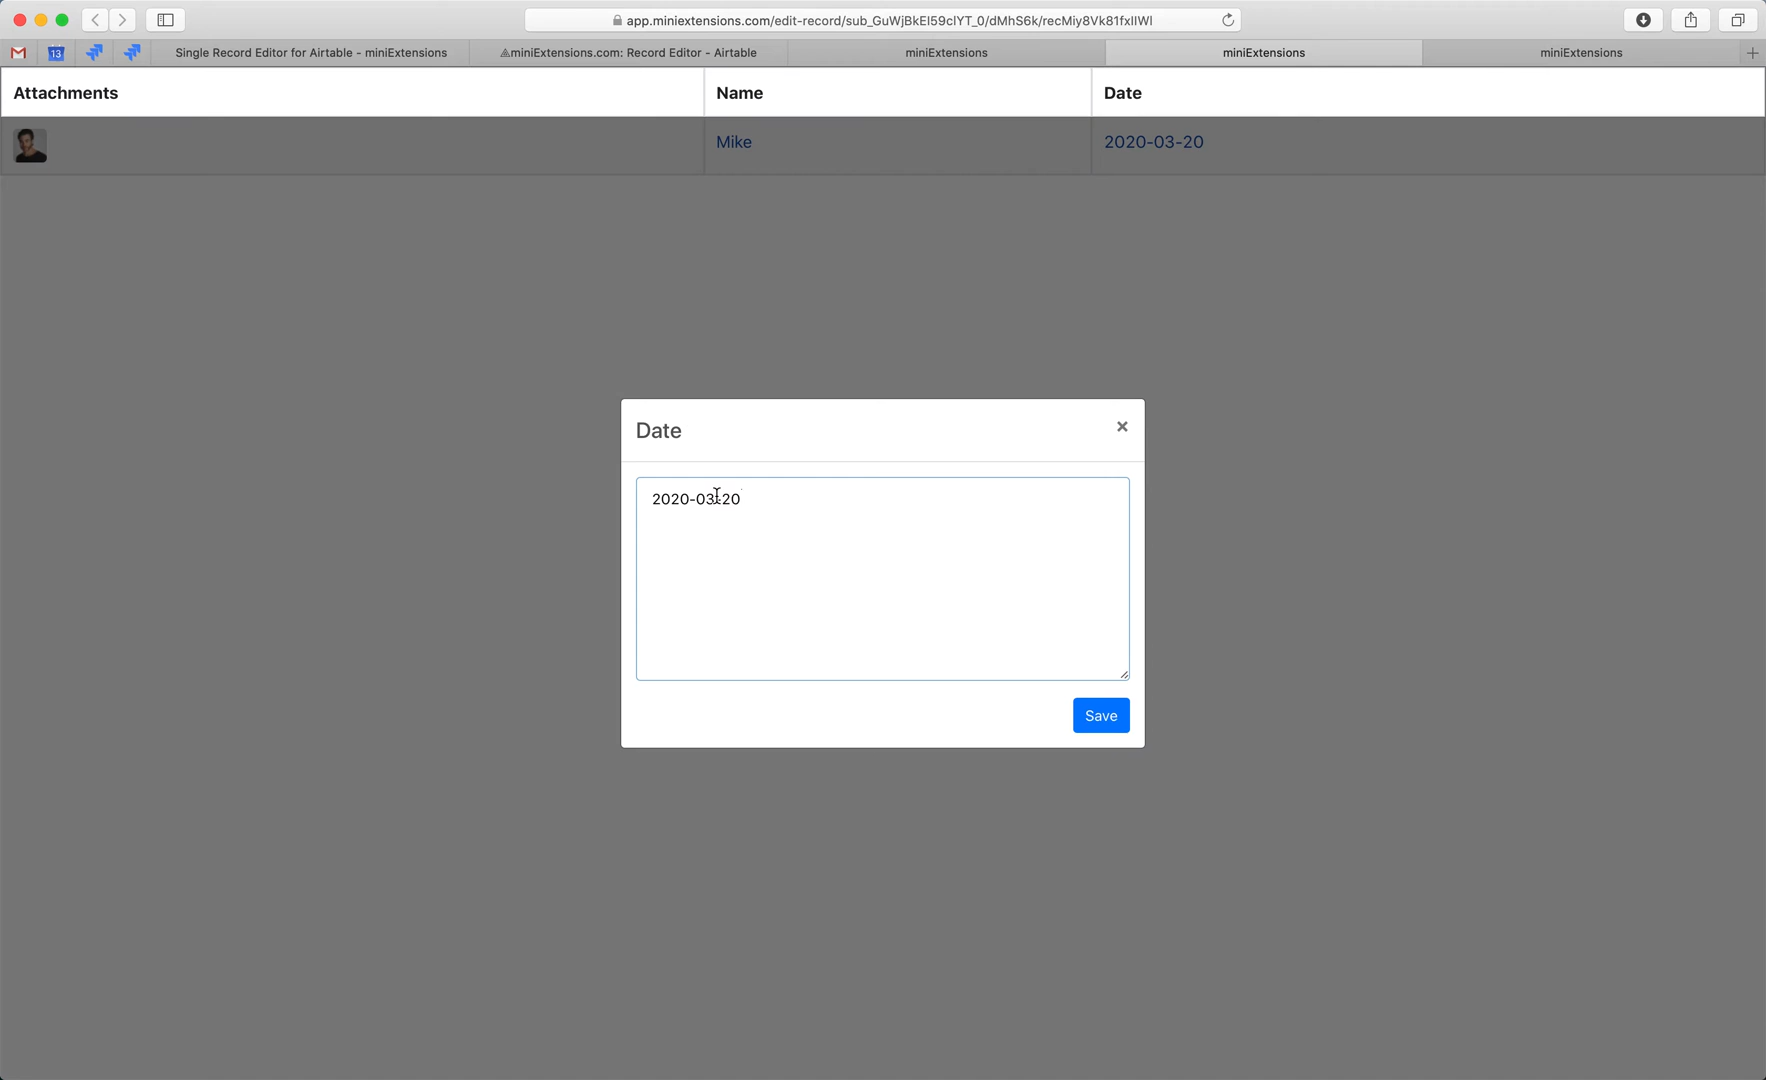 app.miniextensions.com/edit-record/sub_GuWjBkEI59cIYT_0/dMhS6k/recMiy8Vk81fxIIWI
13
Single Record Editor for Airtable - miniExtensions
miniExtensions.com: Record Editor - Airtable
miniExtensions
miniExtensions
miniExtensions
Attachments
Name
Date
Mike
2020-03-20
Date
×
2020-03-20
Save